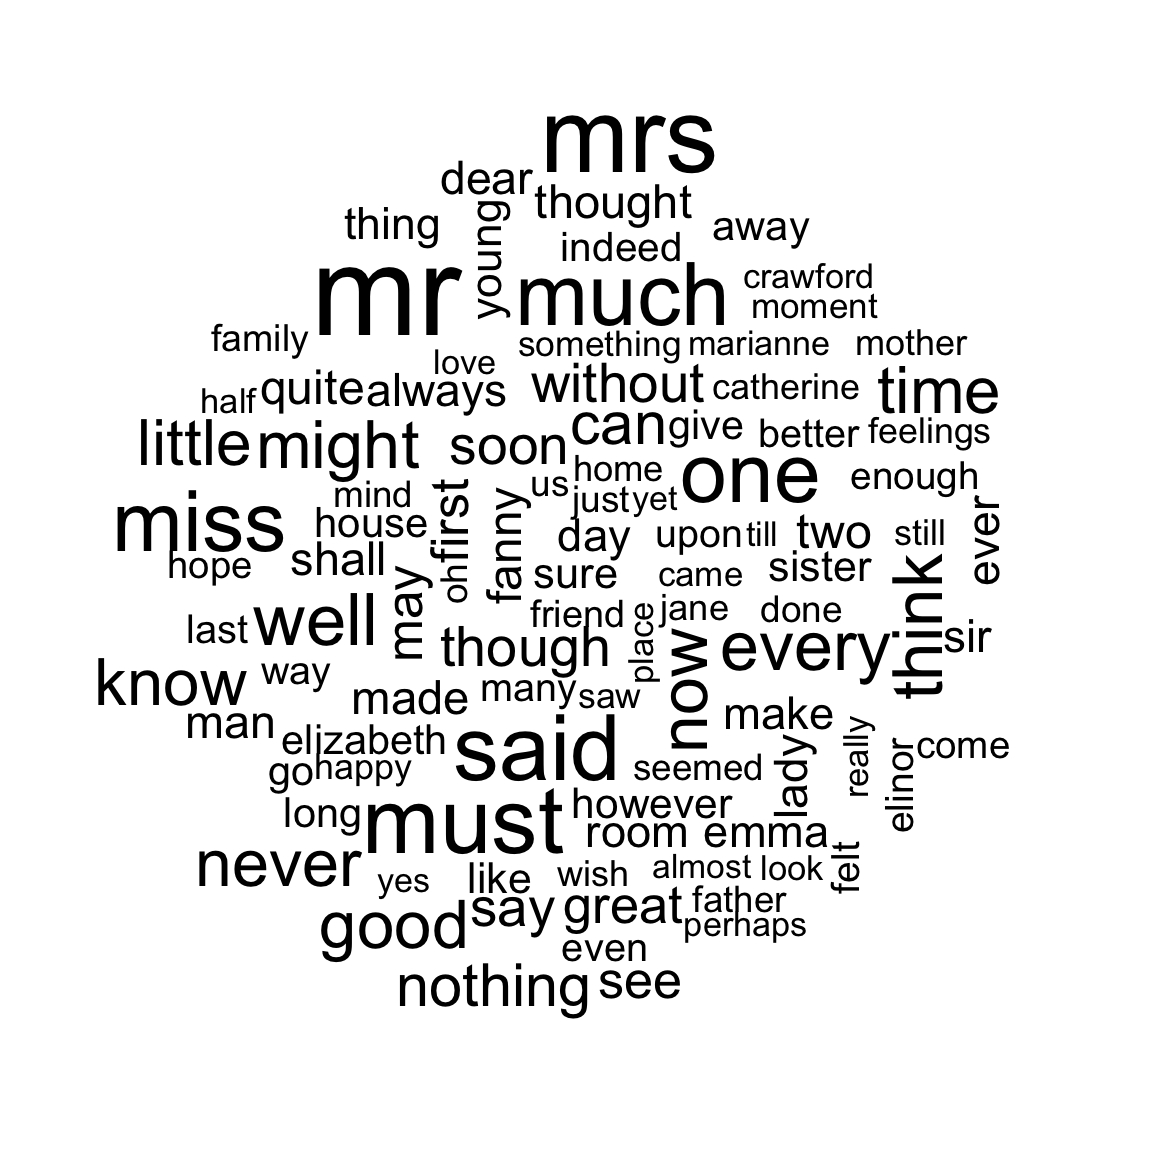 mrs
dear
thought
thing
young
away
indeed
mr
much
crawford
moment
family
love
something
marianne
mother
half
quite
always
without
catherine
time
little
might
soon
can
give
better
feelings
home
one
enough
mind
us
just
yet
miss
house
first
fanny
day
upon
till
two
still
ever
hope
shall
oh
sure
came
sister
think
last
well
may
friend
place
jane
done
though
now
every
sir
know
way
made
many
saw
man
make
elizabeth
said
go
happy
seemed
lady
really
elinor
come
long
must
however
room
emma
never
yes
like
wish
almost
look
felt
good
say
great
father
perhaps
even
nothing
see